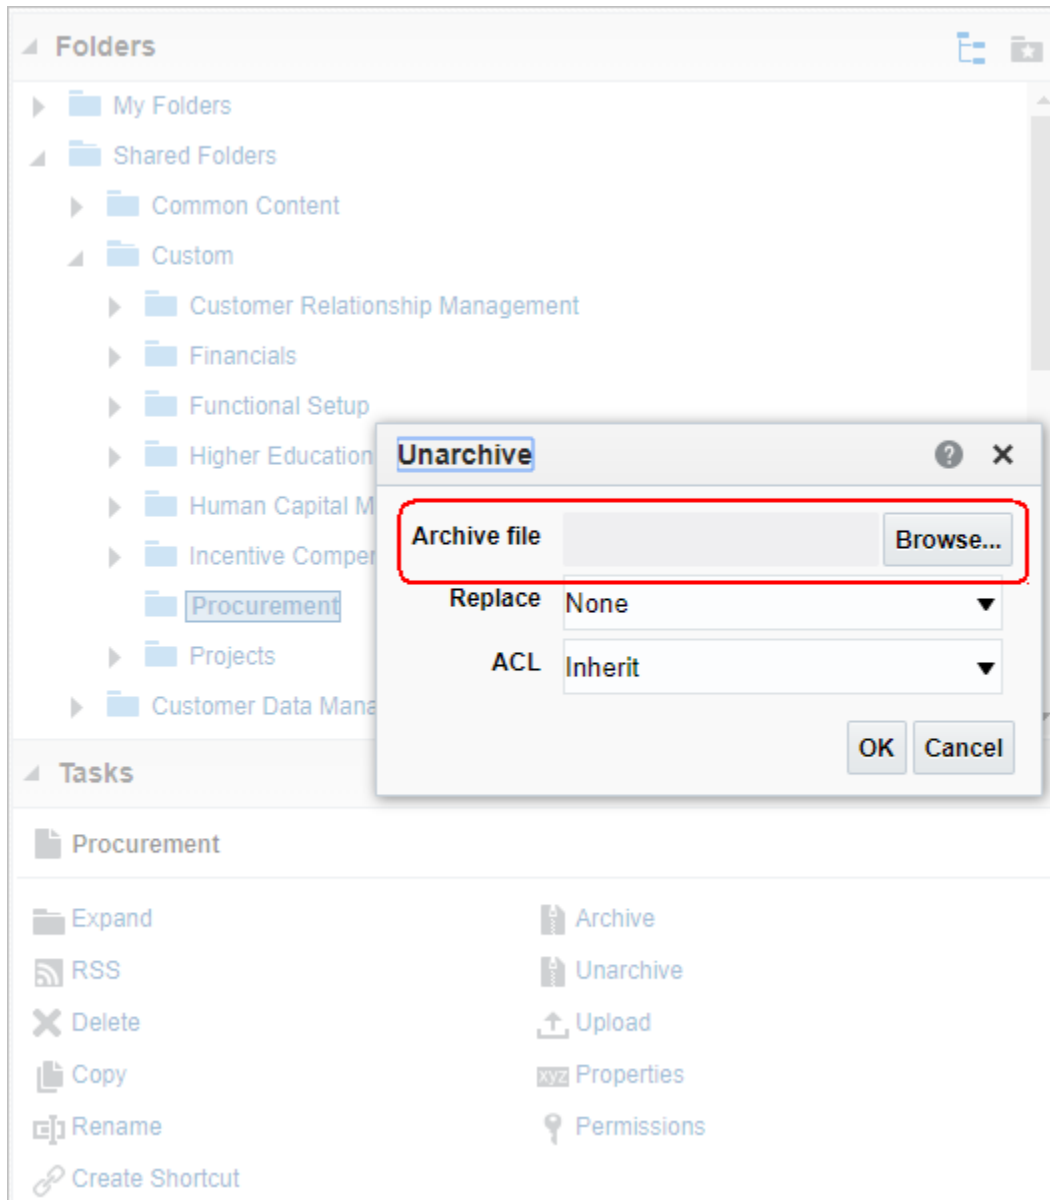 Folders
My Folders
Shared Folders
Common Content
Custom
Customer Relationship Management
Financials
Functional Setup
Higher Education
Human Capital M
Incentive Compe
Procurement
Projects
Customer Data Mana
Unarchive
Archive file Browse...
Replace None
ACL Inherit
OK Cancel
Tasks
Procurement
Expand Archive
RSS Unarchive
Delete Upload
Copy xyz Properties
Rename Permissions
Create Shortcut